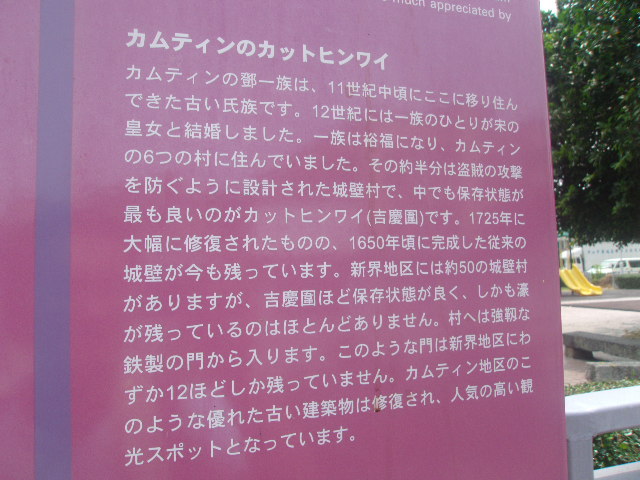 much appreciated by
カムティンのカットヒンワイ
カムティンの鄧一族は、11世紀中頃にここに移り住ん
できた古い氏族です。12世紀には一族のひとりが宋の
皇女と結婚しました。一族は裕福になり、カムティン
の6つの村に住んでいました。その約半分は盗賊の攻撃
を防ぐように設計された城壁村で、中でも保存状態が
最も良いのがカットヒンワイ(吉慶圍)です。1725年に
大幅に修復されたものの、1650年頃に完成した従来の
城壁が今も残っています。新界地区には約50の城壁村
がありますが、吉慶圍ほど保存状態が良く、しかも濠
が残っているのはほとんどありません。村へは強靱な
鉄製の門から入ります。このような門は新界地区にわ
ずか12ほどしか残っていません。カムティン地区のこ
のような優れた古い建築物は修復され、人気の高い観
光スポットとなっています。